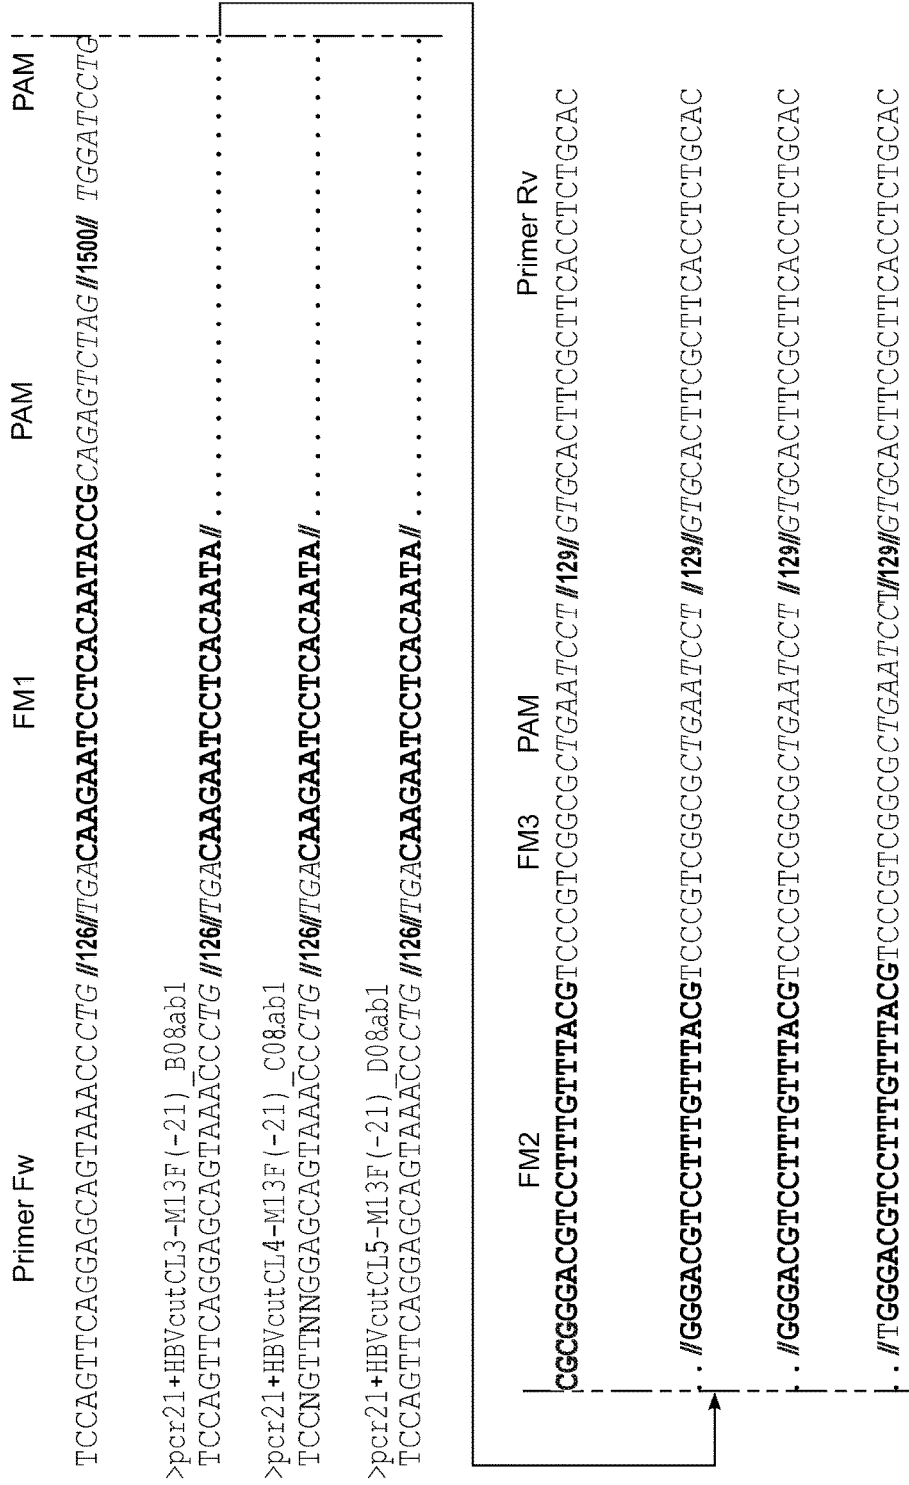 Primer Fw FM1 PAM PAM
TCCAGTTCAGGAGCAGTAAACCCTG //126//TGACAAGAATCCTCACAATACCGCAGAGTCTAG //1500// TGGATCCTG
>pcr21+HBVcutCL3-M13F(-21)_B08.ab1
TCCAGTTCAGGAGCAGTAAACCCTG //126//TGACAAGAATCCTCACAATA//. . . . . . . . . . . . . . . . . . . . . .
>pcr21+HBVcutCL4-M13F(-21)_C08.ab1
TCCNGTTNNGGAGCAGTAAACCCTG //126//TGACAAGAATCCTCACAATA//. . . . . . . . . . . . . . . . . . . . . .
>pcr21+HBVcutCL5-M13F(-21)_D08.ab1
TCCAGTTCAGGAGCAGTAAACCCTG //126//TGACAAGAATCCTCACAATA//. . . . . . . . . . . . . . . . . . . . . .
FM2 FM3 PAM Primer Rv
CGCGGGACGTCCTTTGTTTACGTCCCGTCGGCGCTGAATCCT //129// GTGCACTTCGCTTCACCTCTGCAC
. //GGGACGTCCTTTGTTTACGTCCCGTCGGCGCTGAATCCT //129//GTGCACTTCGCTTCACCTCTGCAC
. //GGGACGTCCTTTGTTTACGTCCCGTCGGCGCTGAATCCT //129//GTGCACTTCGCTTCACCTCTGCAC
. //TGGGACGTCCTTTGTTTACGTCCCGTCGGCGCTGAATCCT//129//GTGCACTTCGCTTCACCTCTGCAC